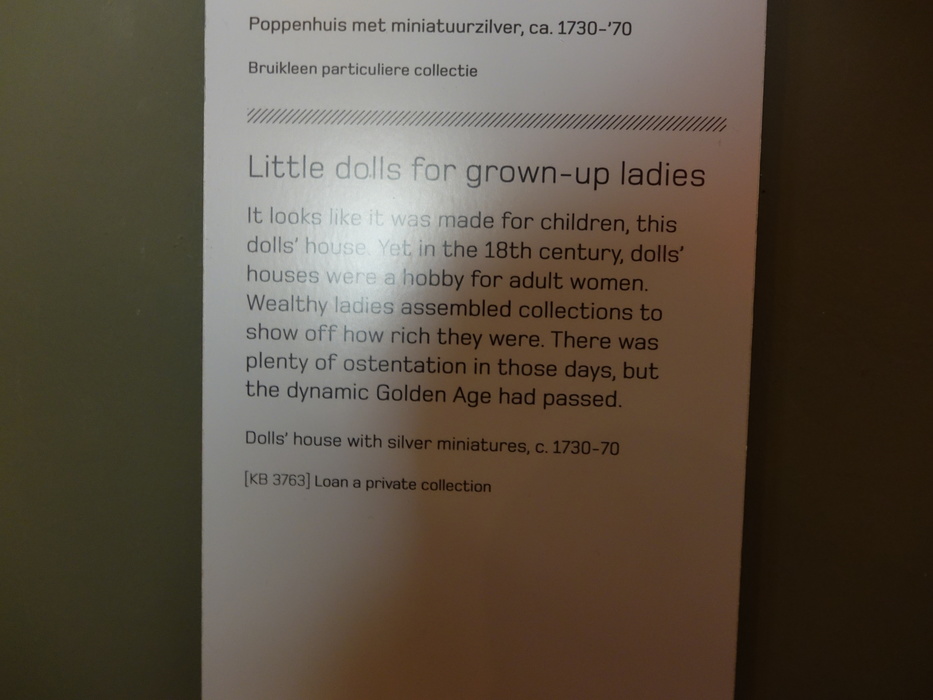 Poppenhuis met miniatuurzilver, ca. 1730-'70
Bruikleen particuliere collectie
Little dolls for grown-up ladies
It looks like it was made for children, this
dolls' house. Yet in the 18th century, dolls'
houses were a hobby for adult women.
Wealthy ladies assembled collections to
show off how rich they were. There was
plenty of ostentation in those days, but
the dynamic Golden Age had passed.
Dolls' house with silver miniatures, c. 1730-70
[KB 3763] Loan a private collection